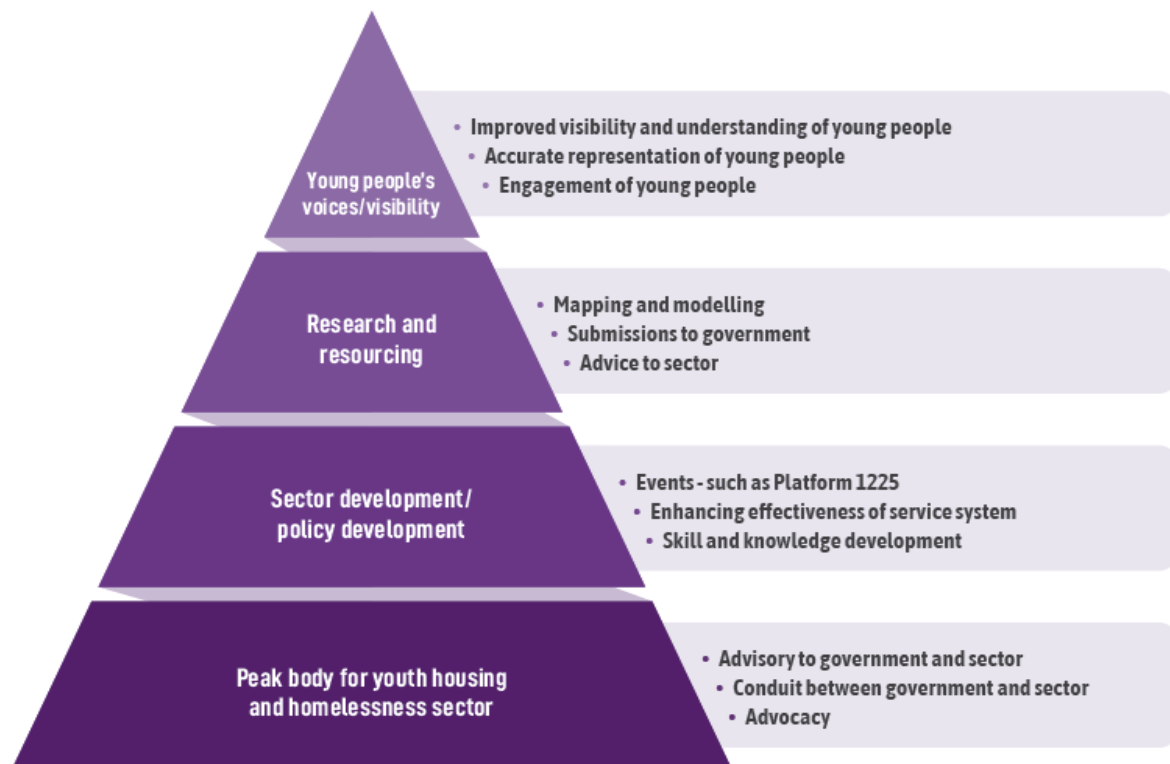 Young people's
voices/visibility
• Improved visibility and understanding of young people
• Accurate representation of young people
• Engagement of young people
Research and
resourcing
• Mapping and modelling
• Submissions to government
• Advice to sector
Sector development/
policy development
• Events - such as Platform 1225
• Enhancing effectiveness of service system
• Skill and knowledge development
Peak body for youth housing
and homelessness sector
• Advisory to government and sector
• Conduit between government and sector
• Advocacy